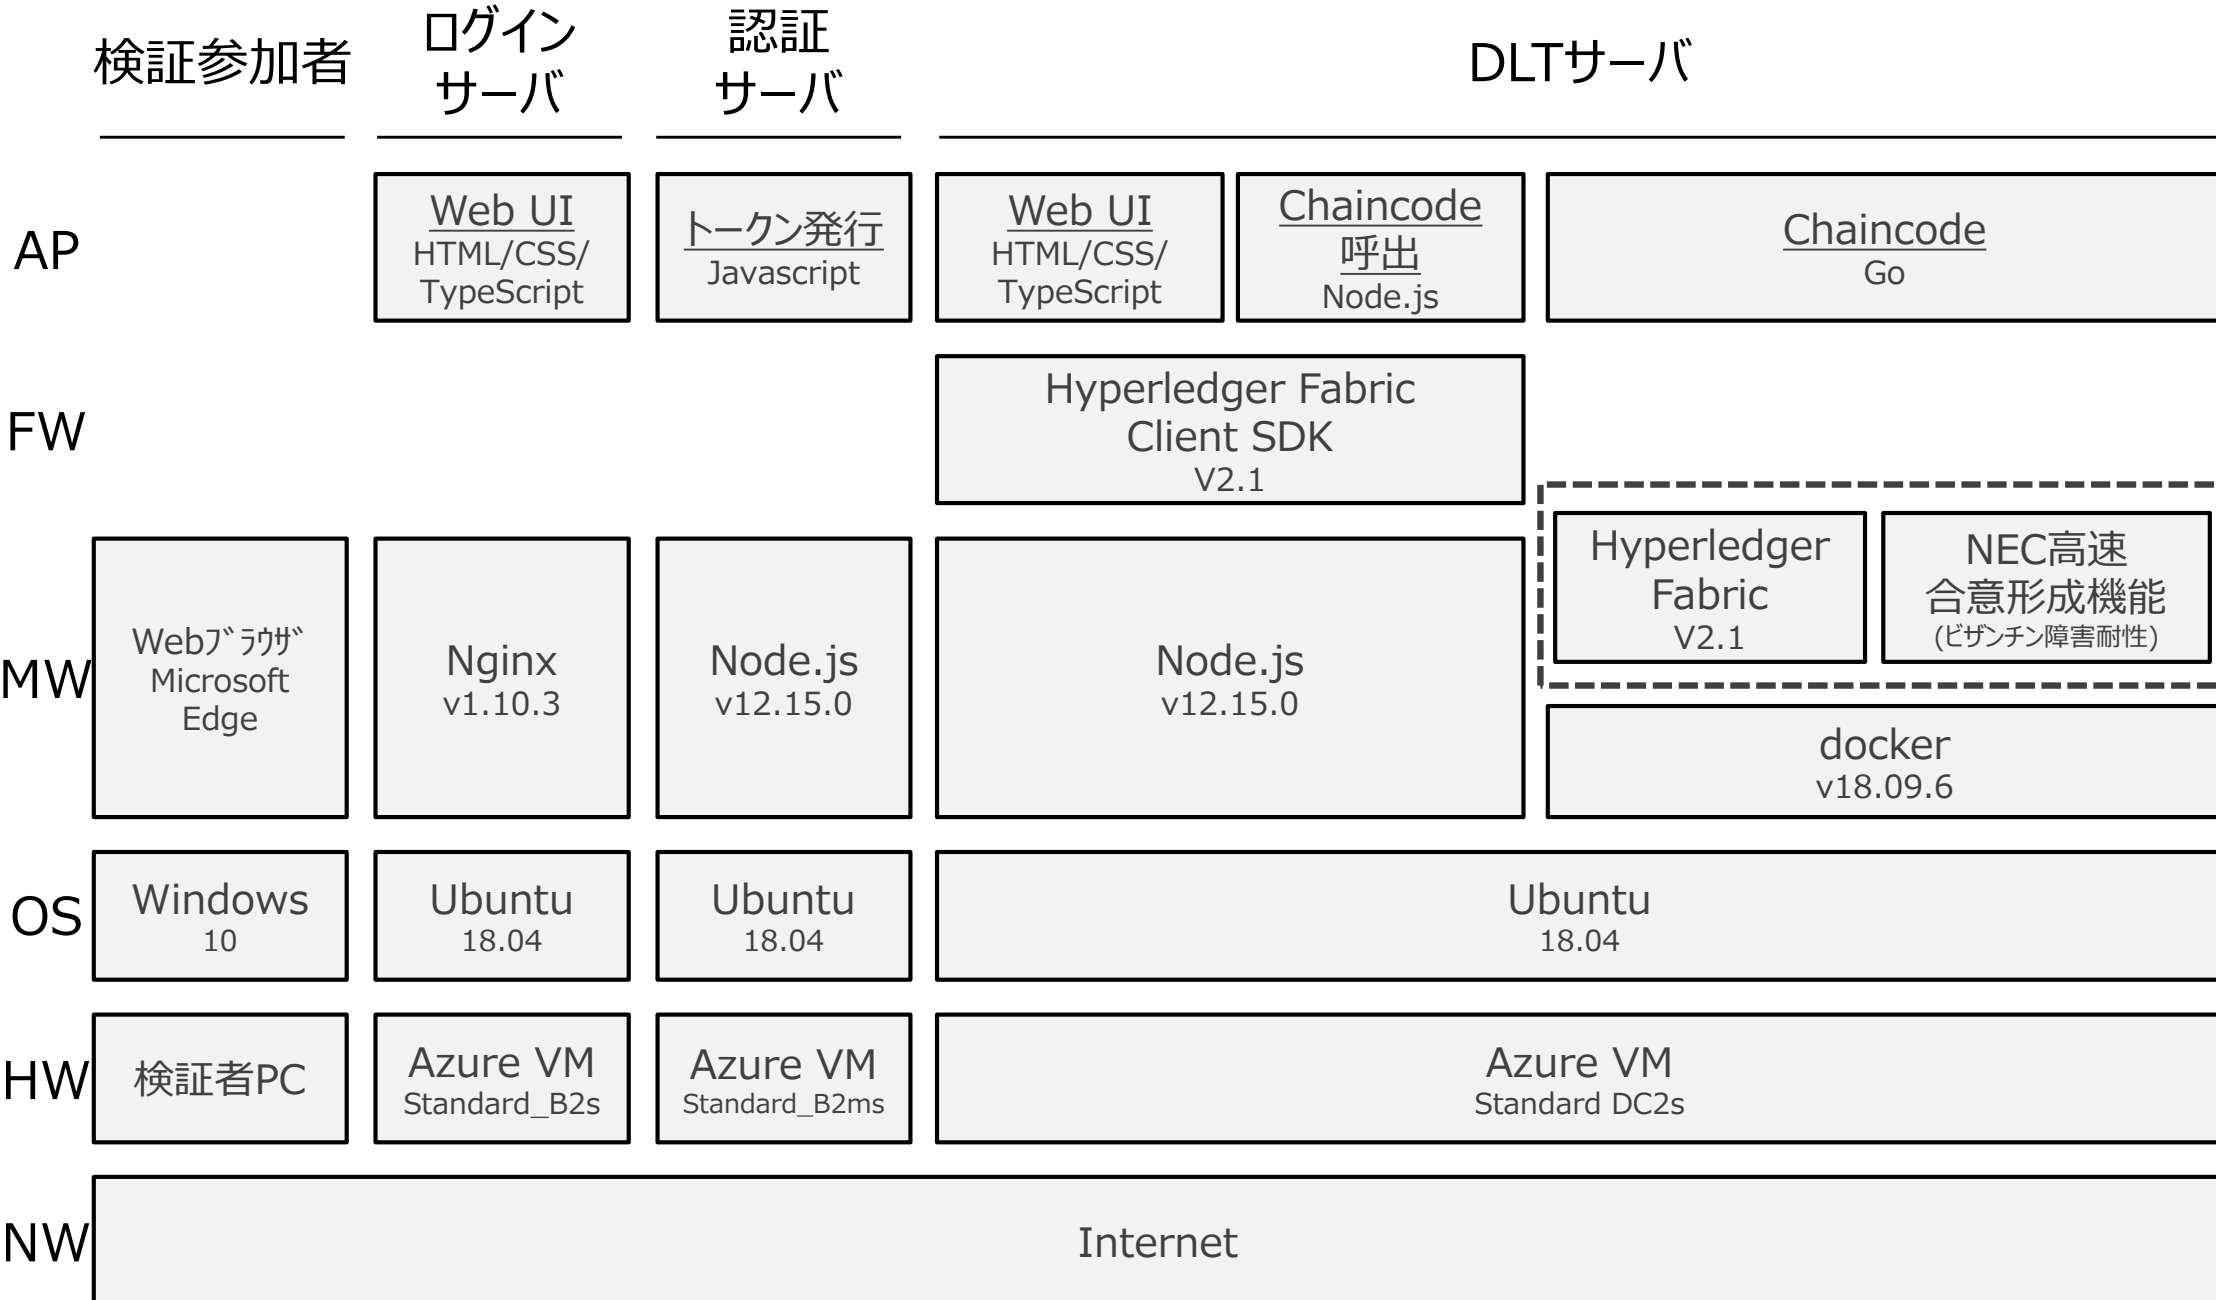 検証参加者
ログイン
サーバ
認証
サーバ
DLTサーバ
AP
Web UI
HTML/CSS/
TypeScript
トークン発行
Javascript
Web UI
HTML/CSS/
TypeScript
Chaincode
呼出
Node.js
Chaincode
Go
FW
Hyperledger Fabric
Client SDK
V2.1
MW
Webﾌﾞﾗｳｻﾞ
Microsoft
Edge
Nginx
v1.10.3
Node.js
v12.15.0
Node.js
v12.15.0
Hyperledger
Fabric
V2.1
NEC高速
合意形成機能
(ビザンチン障害耐性)
docker
v18.09.6
OS
Windows
10
Ubuntu
18.04
Ubuntu
18.04
Ubuntu
18.04
HW
検証者PC
Azure VM
Standard_B2s
Azure VM
Standard_B2ms
Azure VM
Standard DC2s
NW
Internet